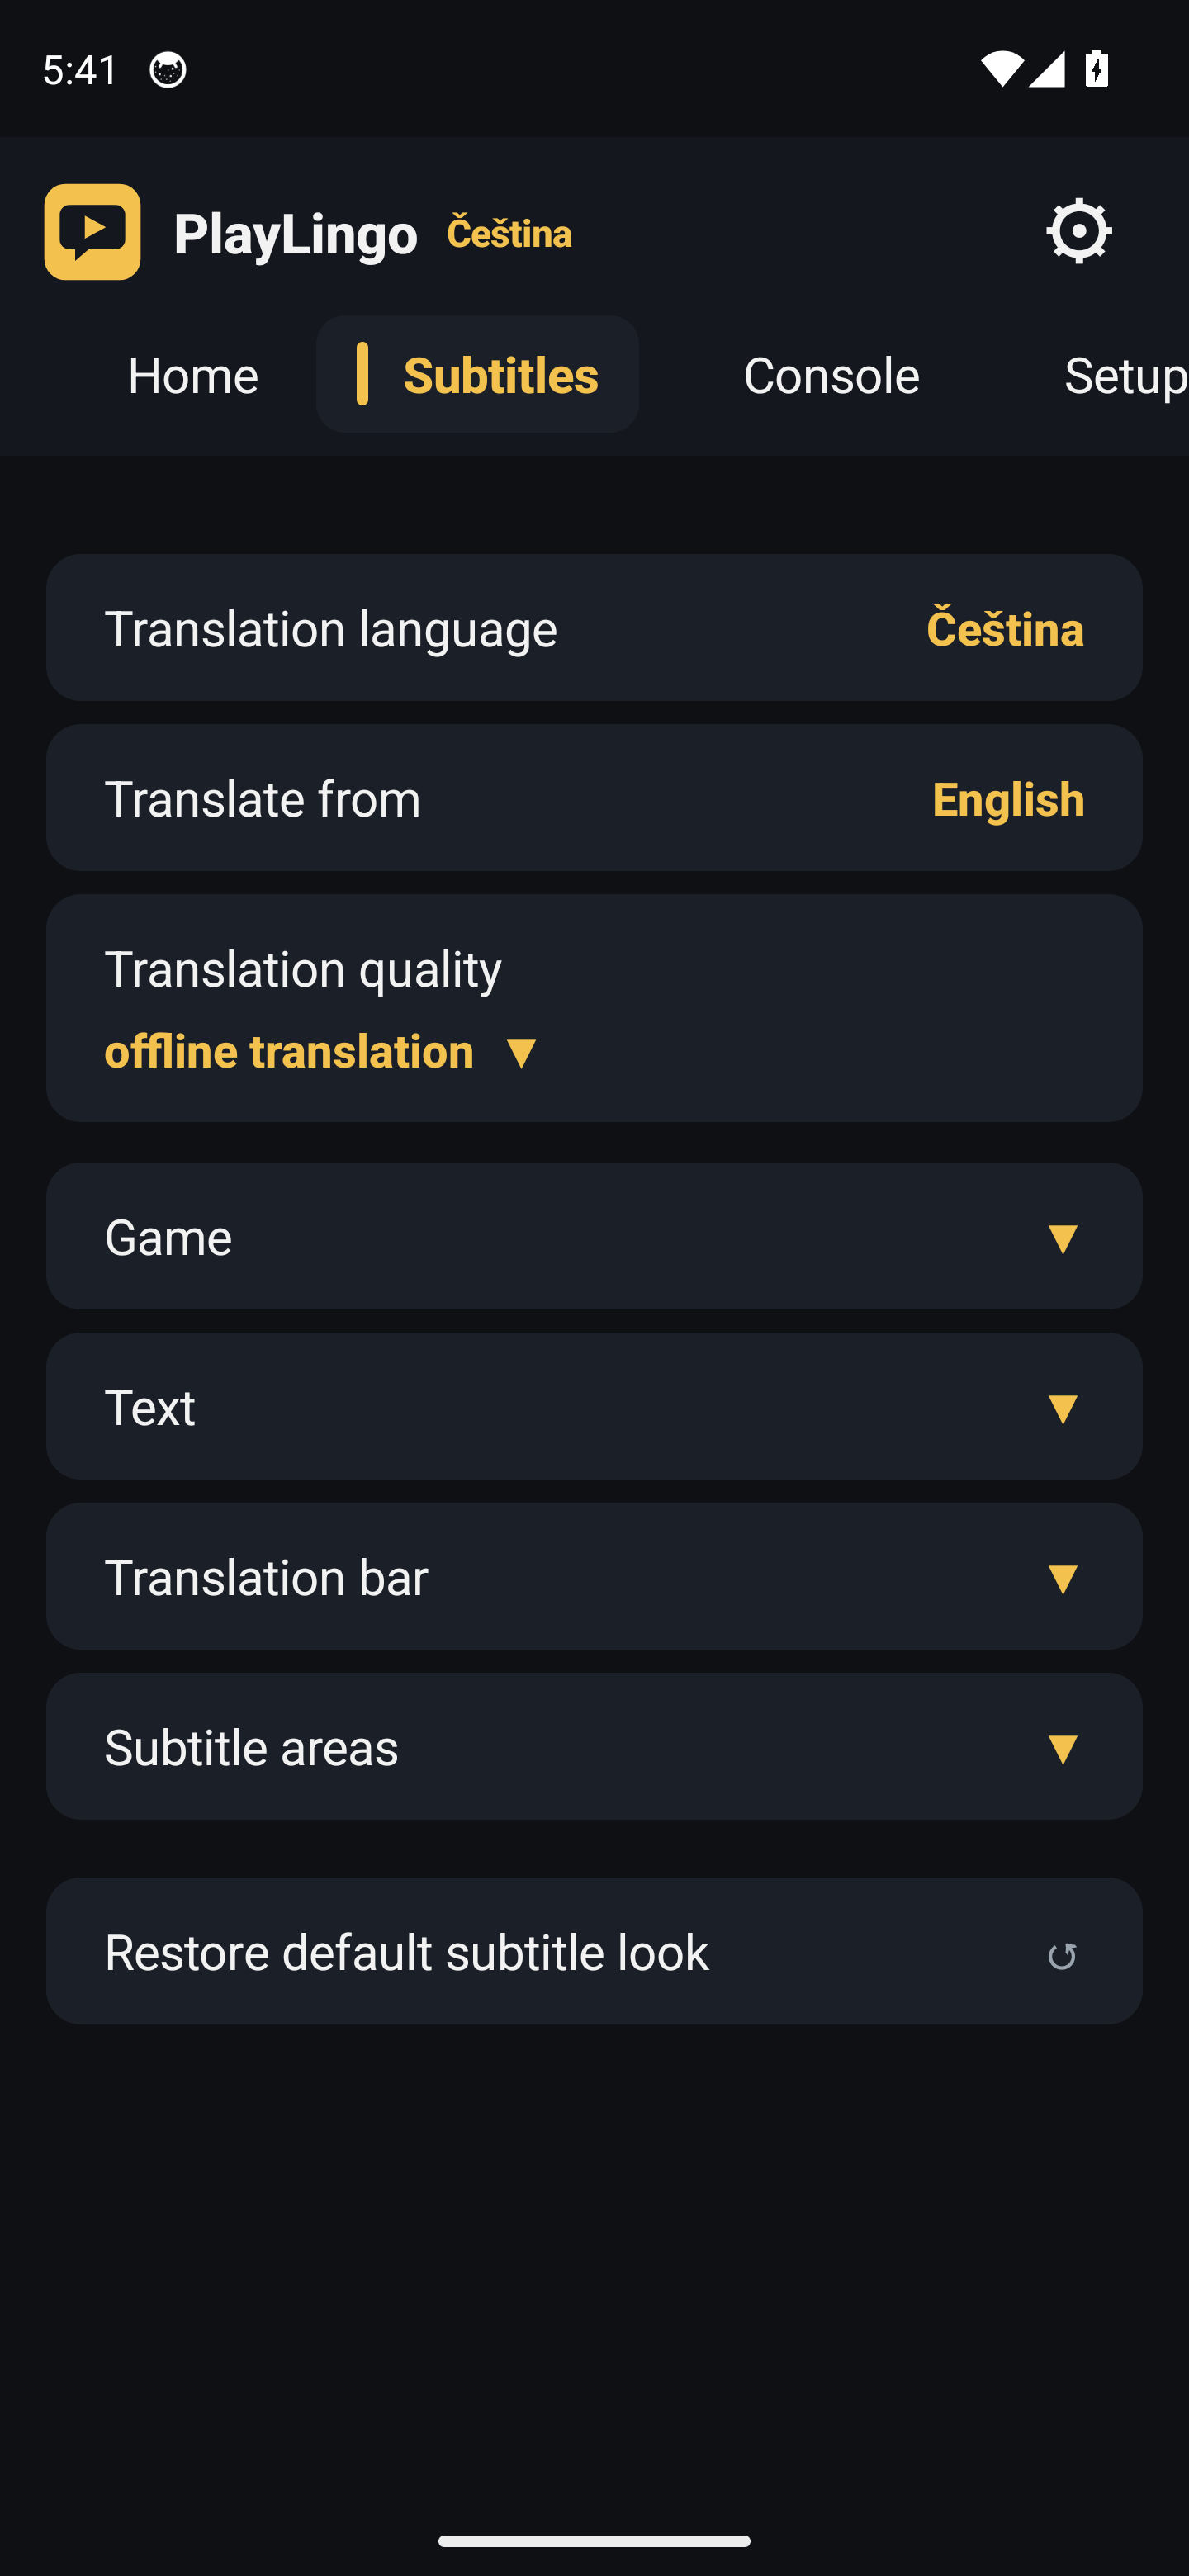 5:41
PlayLingo Čeština
Home Subtitles Console Setup
Translation language Čeština
Translate from English
Translation quality
offline translation ▼
Game ▼
Text ▼
Translation bar ▼
Subtitle areas ▼
Restore default subtitle look ↺